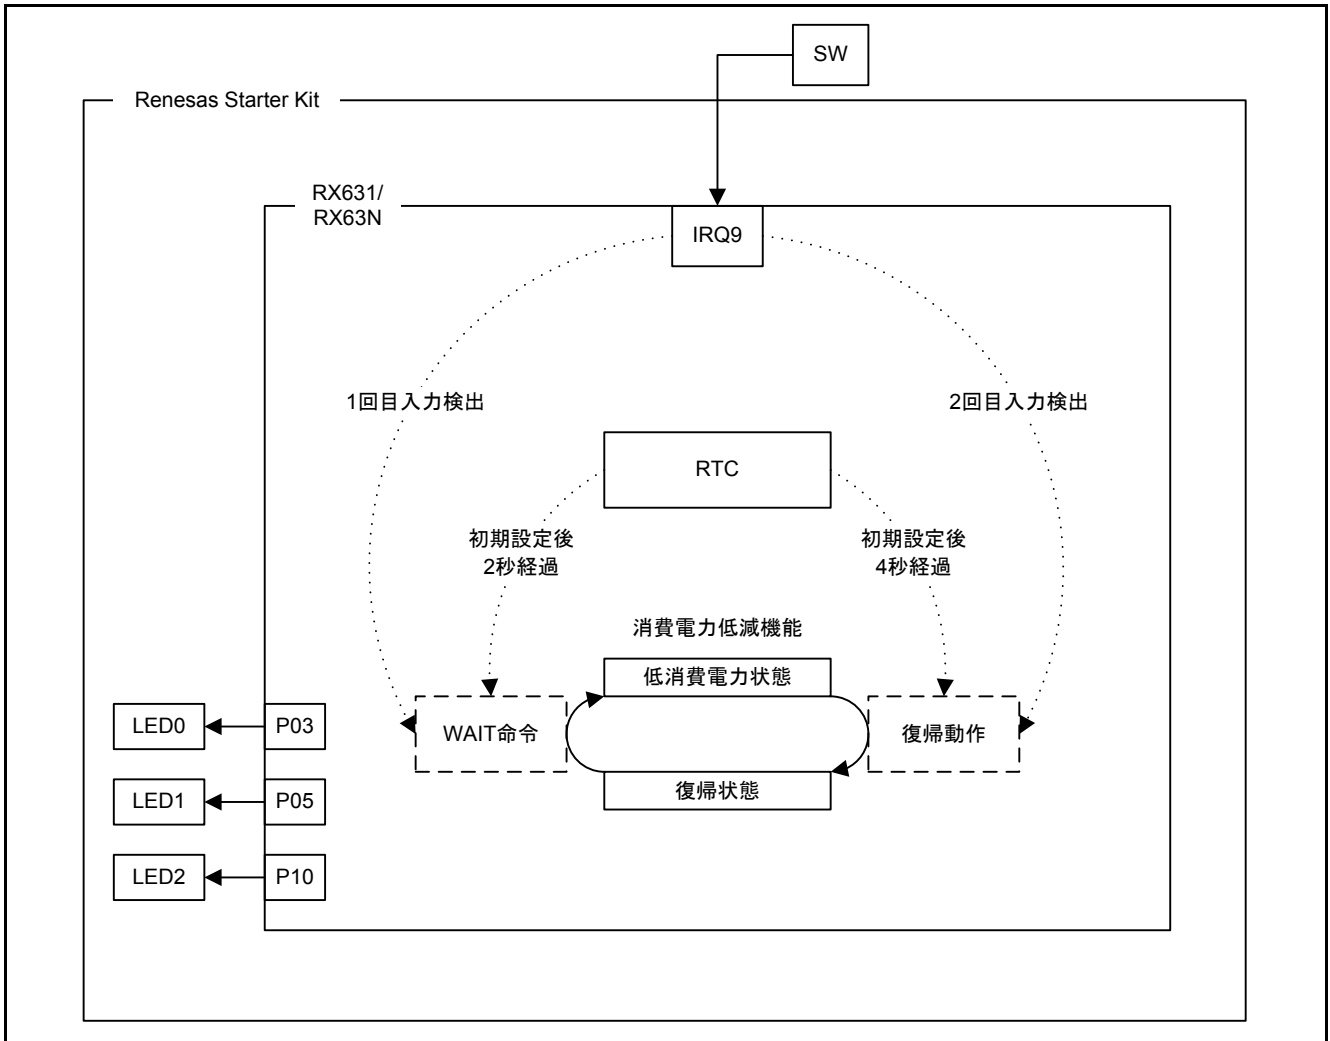 SW
Renesas Starter Kit
RX631/
RX63N
IRQ9
1回目入力検出
2回目入力検出
RTC
初期設定後
2秒経過
初期設定後
4秒経過
消費電力低減機能
低消費電力状態
WAIT命令
復帰動作
復帰状態
LED0
P03
LED1
P05
LED2
P10